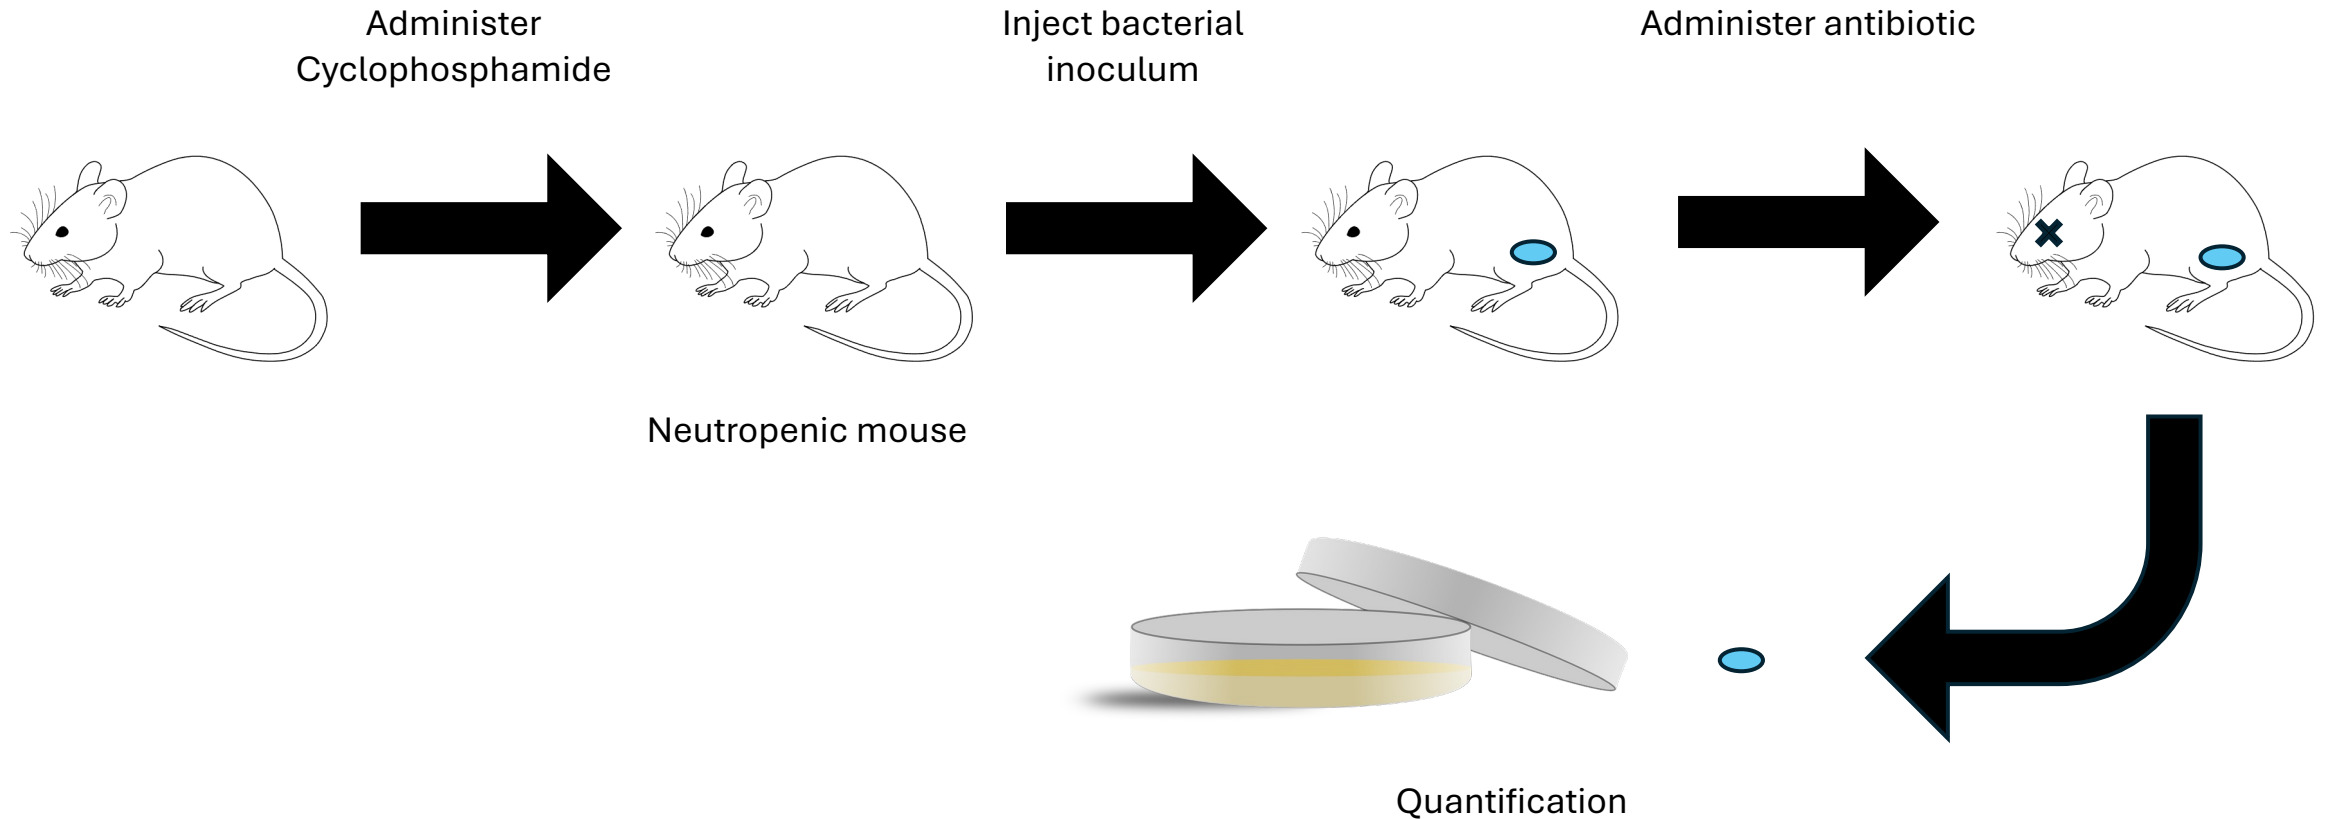 Administer
Cyclophosphamide
Inject bacterial
inoculum
Administer antibiotic
Neutropenic mouse
Quantification